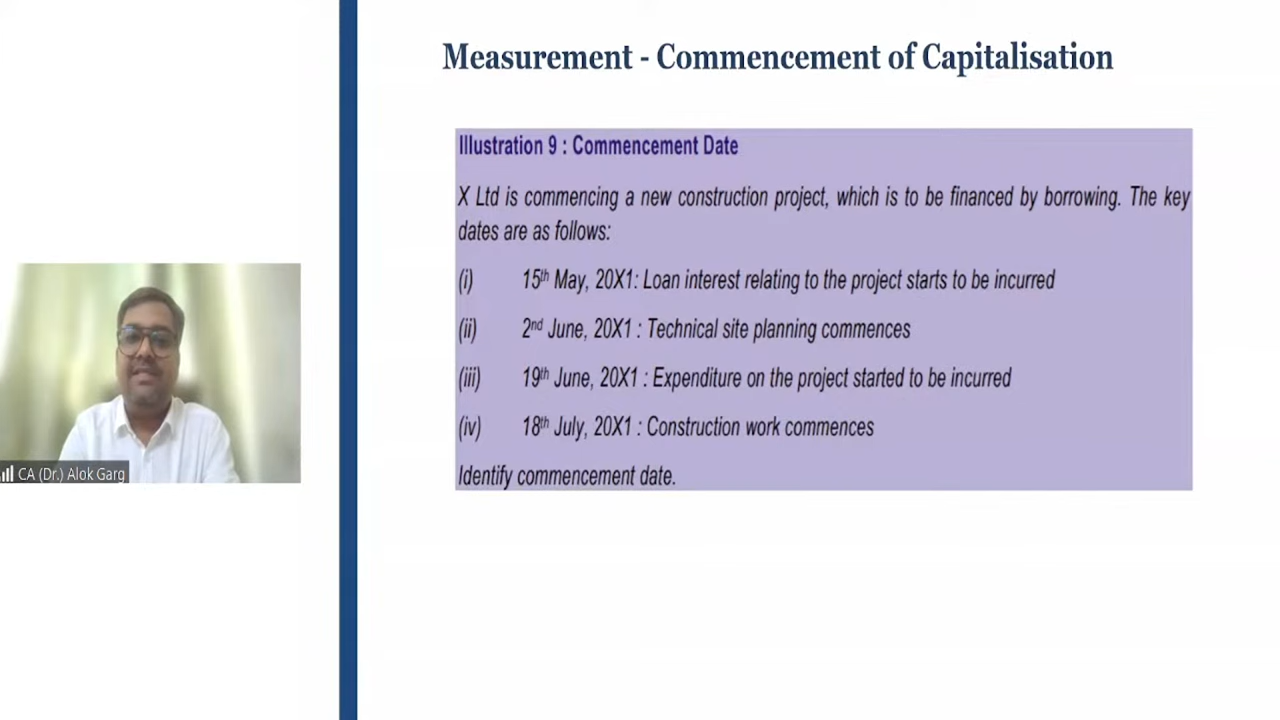 Measurement - Commencement of Capitalisation
Illustration 9 : Commencement Date
X Ltd is commencing a new construction project, which is to be financed by borrowing. The key
dates are as follows:
(i) 15th May, 20X1: Loan interest relating to the project starts to be incurred
(ii) 2nd June, 20X1 : Technical site planning commences
(iii) 19th June, 20X1 : Expenditure on the project started to be incurred
(iv) 18th July, 20X1 : Construction work commences
Identify commencement date.
CA (Dr.) Alok Garg